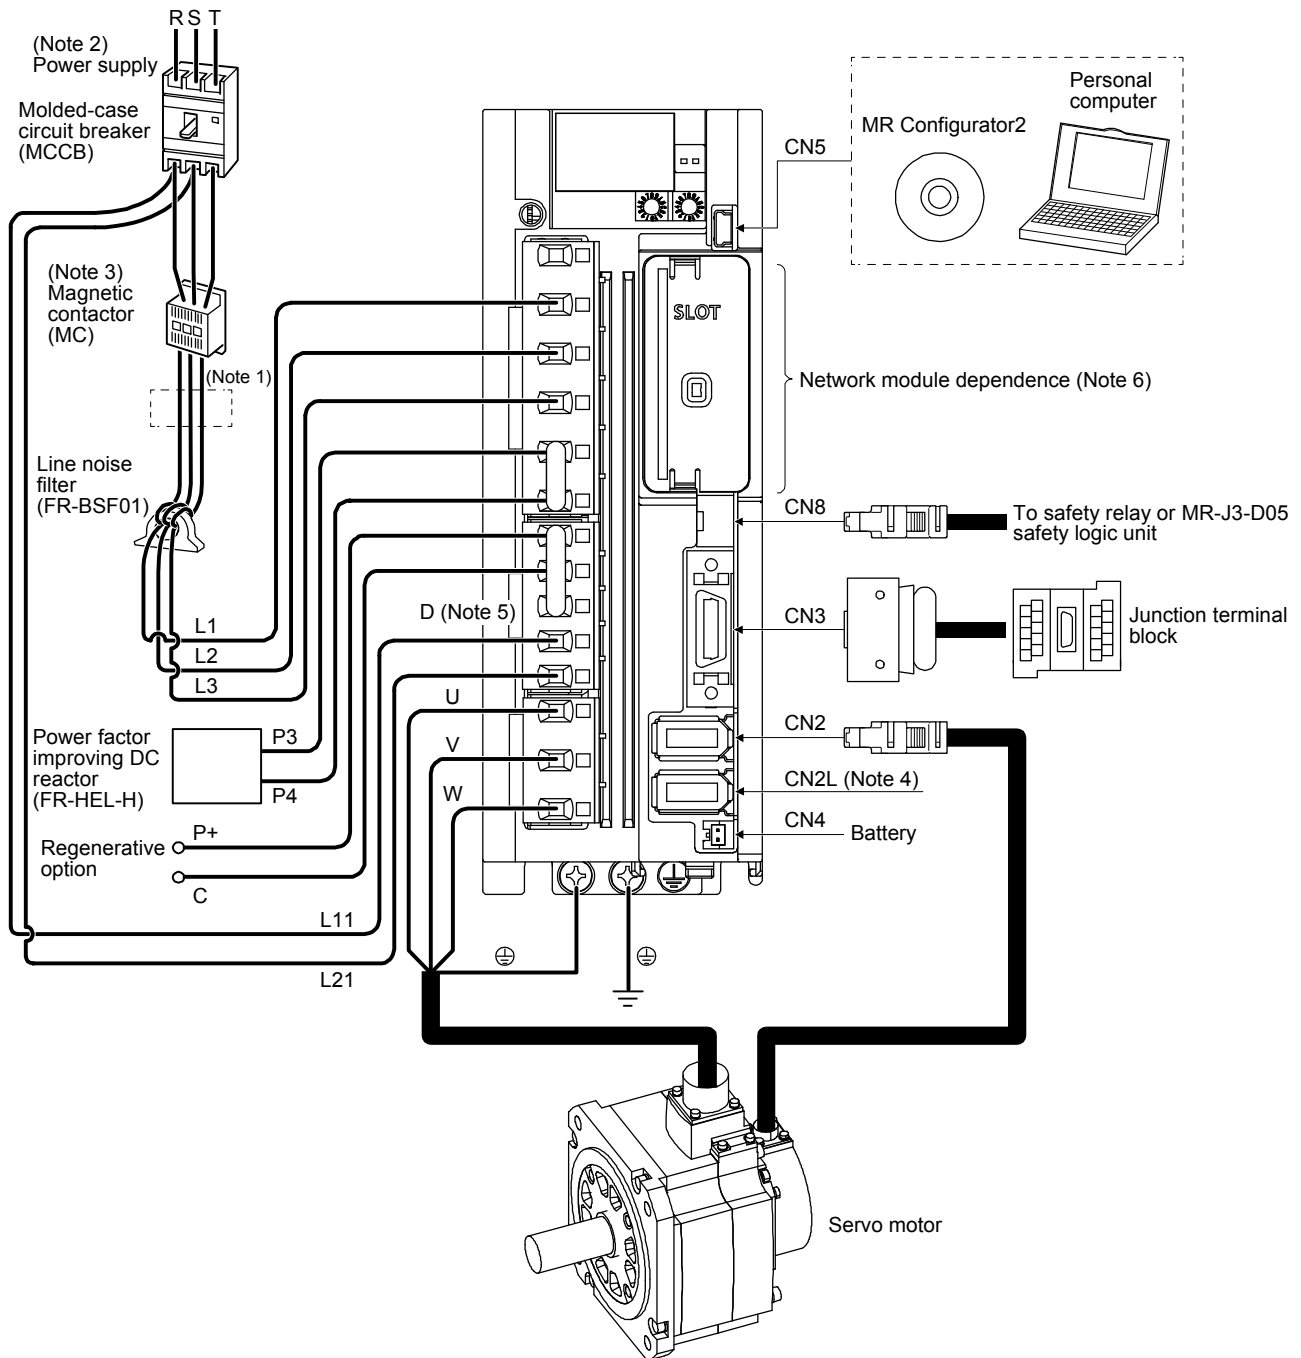 R S T
(Note 2)
Power supply
Molded-case
circuit breaker
(MCCB)
(Note 3)
Magnetic
contactor
(MC)
(Note 1)
Line noise
filter
(FR-BSF01)
L1
L2
L3
Power factor
improving DC
reactor
(FR-HEL-H)
P3
P4
Regenerative
option
P+
C
L11
L21
D (Note 5)
U
V
W
SLOT
CN5
MR Configurator2
Personal
computer
Network module dependence (Note 6)
CN8
To safety relay or MR-J3-D05
safety logic unit
CN3
Junction terminal
block
CN2
CN2L (Note 4)
CN4
Battery
Servo motor